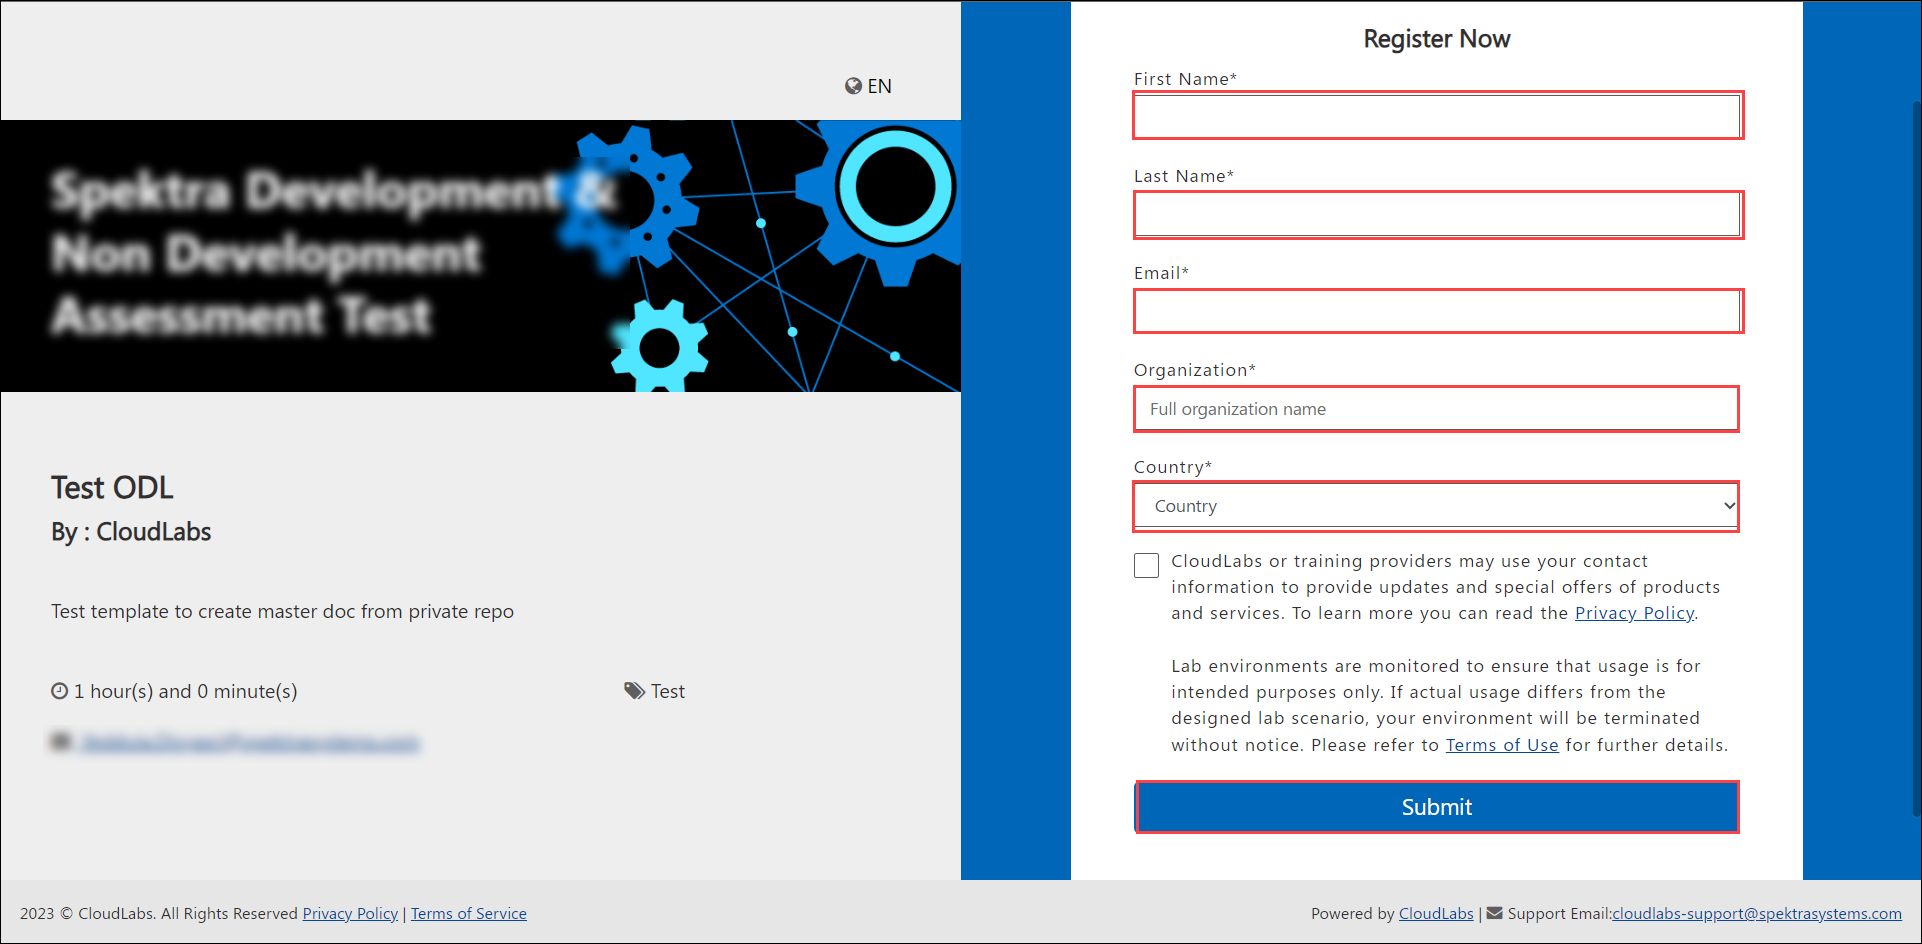 EN
Spektra Development &
Non Development
Assessment Test
Test ODL
By : CloudLabs
Test template to create master doc from private repo
1 hour(s) and 0 minute(s)
Test
Register Now
First Name*
Last Name*
Email*
Organization*
Full organization name
Country*
Country
CloudLabs or training providers may use your contact
information to provide updates and special offers of products
and services. To learn more you can read the Privacy Policy.
Lab environments are monitored to ensure that usage is for
intended purposes only. If actual usage differs from the
designed lab scenario, your environment will be terminated
without notice. Please refer to Terms of Use for further details.
Submit
2023 © CloudLabs. All Rights Reserved Privacy Policy | Terms of Service
Powered by CloudLabs | Support Email:cloudlabs-support@spektrasystems.com